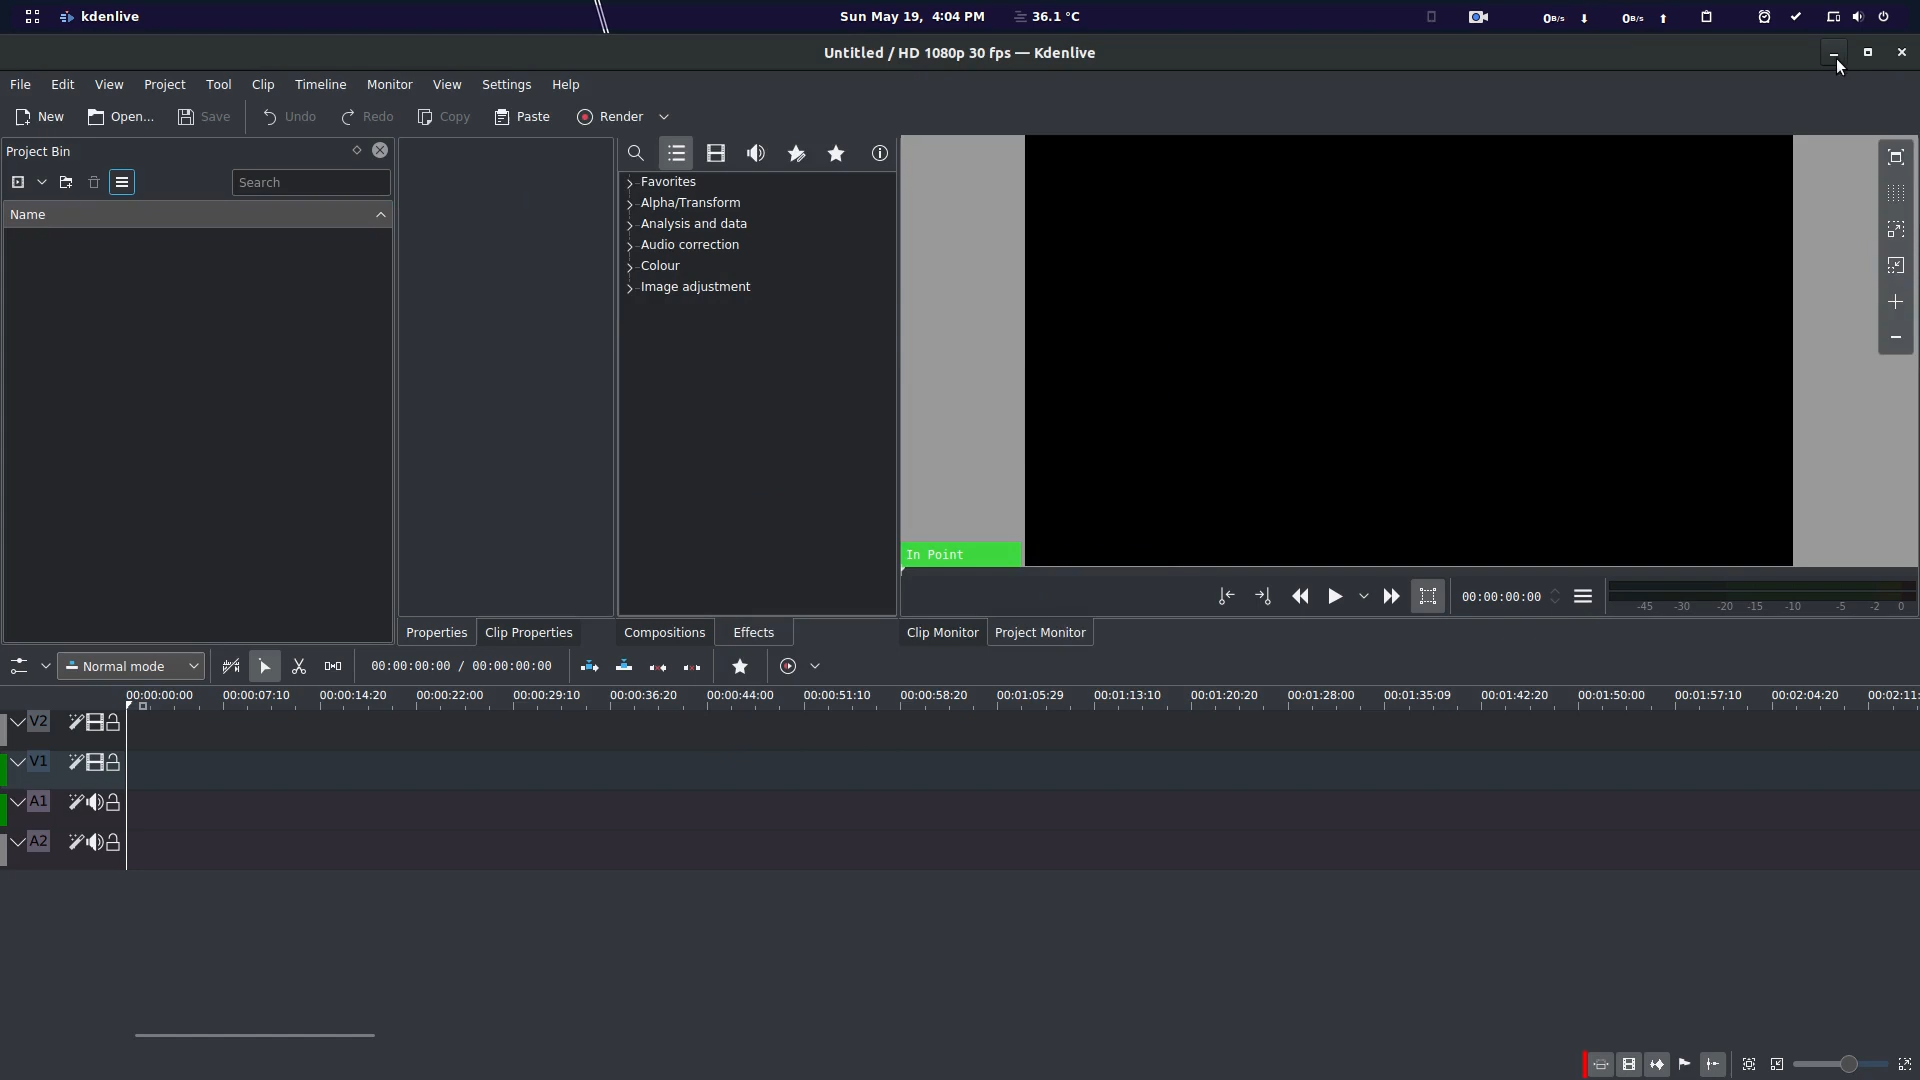 kdenlive
Sun May 19, 4:04 PM
36.1 °C
0B/s
0B/s
Untitled / HD 1080p 30 fps — Kdenlive
File Edit View Project Tool Clip Timeline Monitor View Settings Help
New Open... Save Undo Redo Copy Paste Render
Project Bin
Search
Name
Favorites
Alpha/Transform
Analysis and data
Audio correction
Colour
Image adjustment
In Point
00:00:00:00
-45 -30 -20 -15 -10 -5 -2 0
Properties Clip Properties Compositions Effects Clip Monitor Project Monitor
Normal mode 00:00:00:00 / 00:00:00:00
00:00:00:00 00:00:07:10 00:00:14:20 00:00:22:00 00:00:29:10 00:00:36:20 00:00:44:00 00:00:51:10 00:00:58:20 00:01:05:29 00:01:13:10 00:01:20:20 00:01:28:00 00:01:35:09 00:01:42:20 00:01:50:00 00:01:57:10 00:02:04:20 00:02:11:
V2
V1
A1
A2